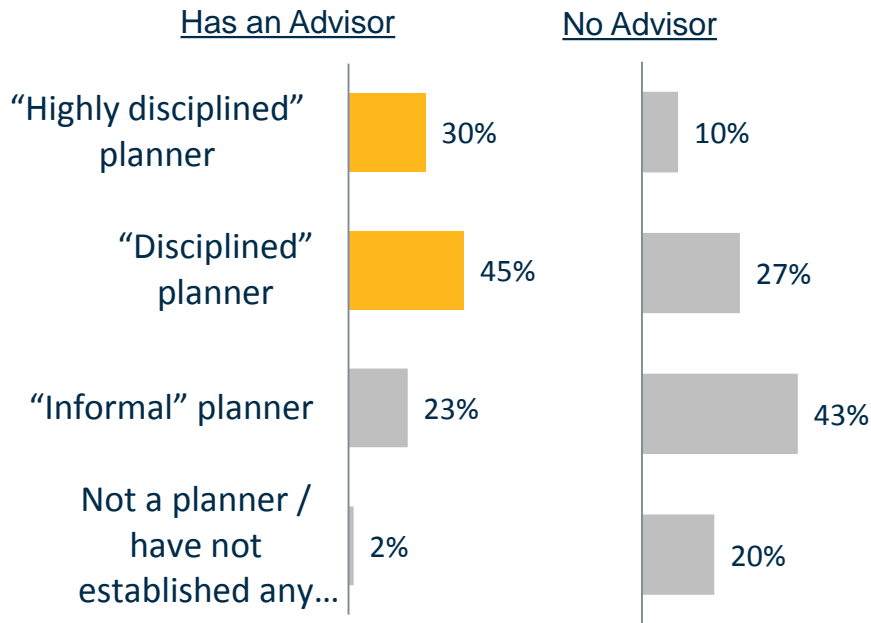 Has an Advisor
No Advisor
“Highly disciplined”
planner
30%
10%
“Disciplined”
planner
45%
27%
“Informal” planner
23%
43%
Not a planner /
have not
established any…
2%
20%